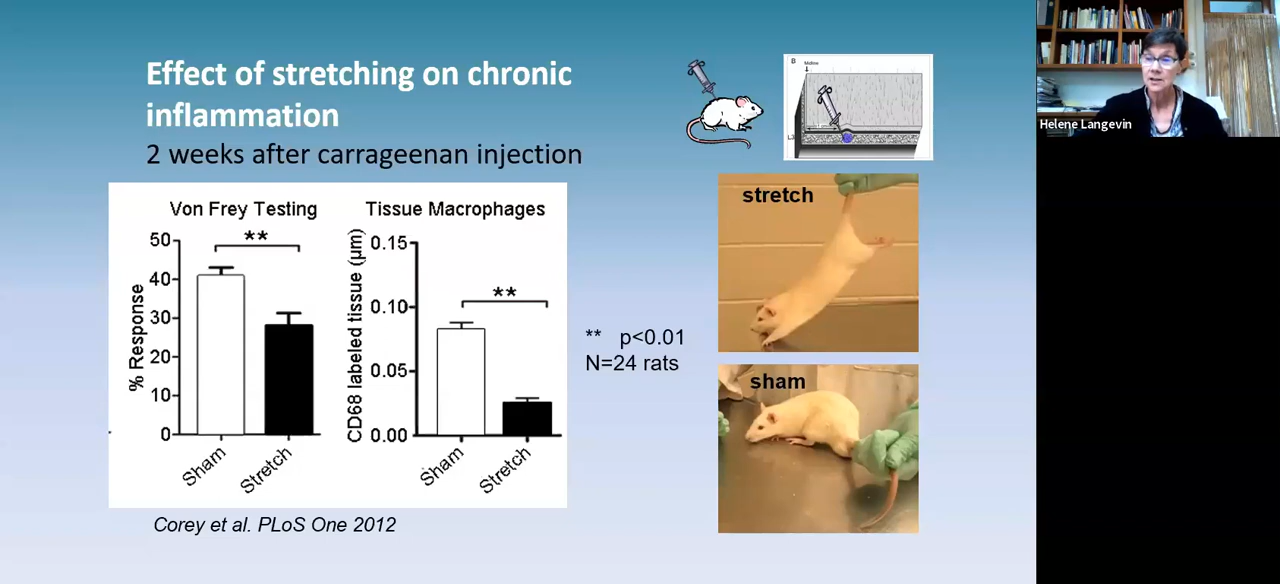 Effect of stretching on chronic
inflammation
2 weeks after carrageenan injection
Von Frey Testing
**
50
40
30
20
10
0
% Response
Sham
Stretch
Tissue Macrophages
**
0.15
0.10
0.05
0.00
CD68 labeled tissue (µm)
Sham
Stretch
** p<0.01
N=24 rats
Corey et al. PLoS One 2012
B
Midline
L3
stretch
sham
Helene Langevin